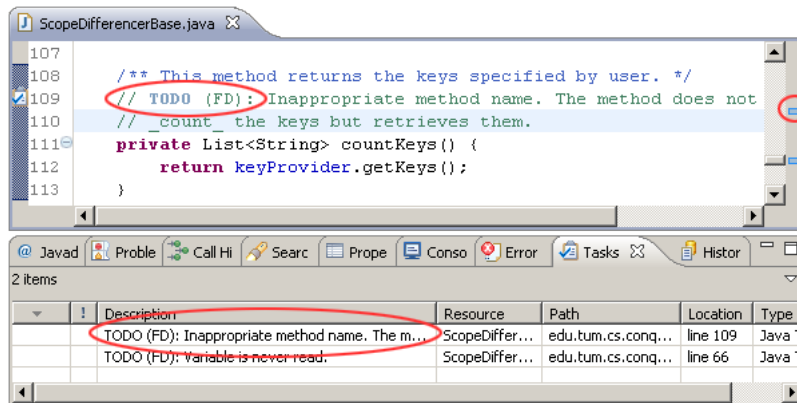 ScopeDifferencerBase.java
107
108 /** This method returns the keys specified by user. */
109 // TODO (FD): Inappropriate method name. The method does not
110 // _count_ the keys but retrieves them.
111 private List<String> countKeys() {
112 return keyProvider.getKeys();
113 }
@ Javad Proble Call Hi Searc Prope Conso Error Tasks Histor
2 items
! Description Resource Path Location Type
TODO (FD): Inappropriate method name. The m... ScopeDiffer... edu.tum.cs.conq... line 109 Java T
TODO (FD): Variable is never read. ScopeDiffer... edu.tum.cs.conq... line 66 Java T